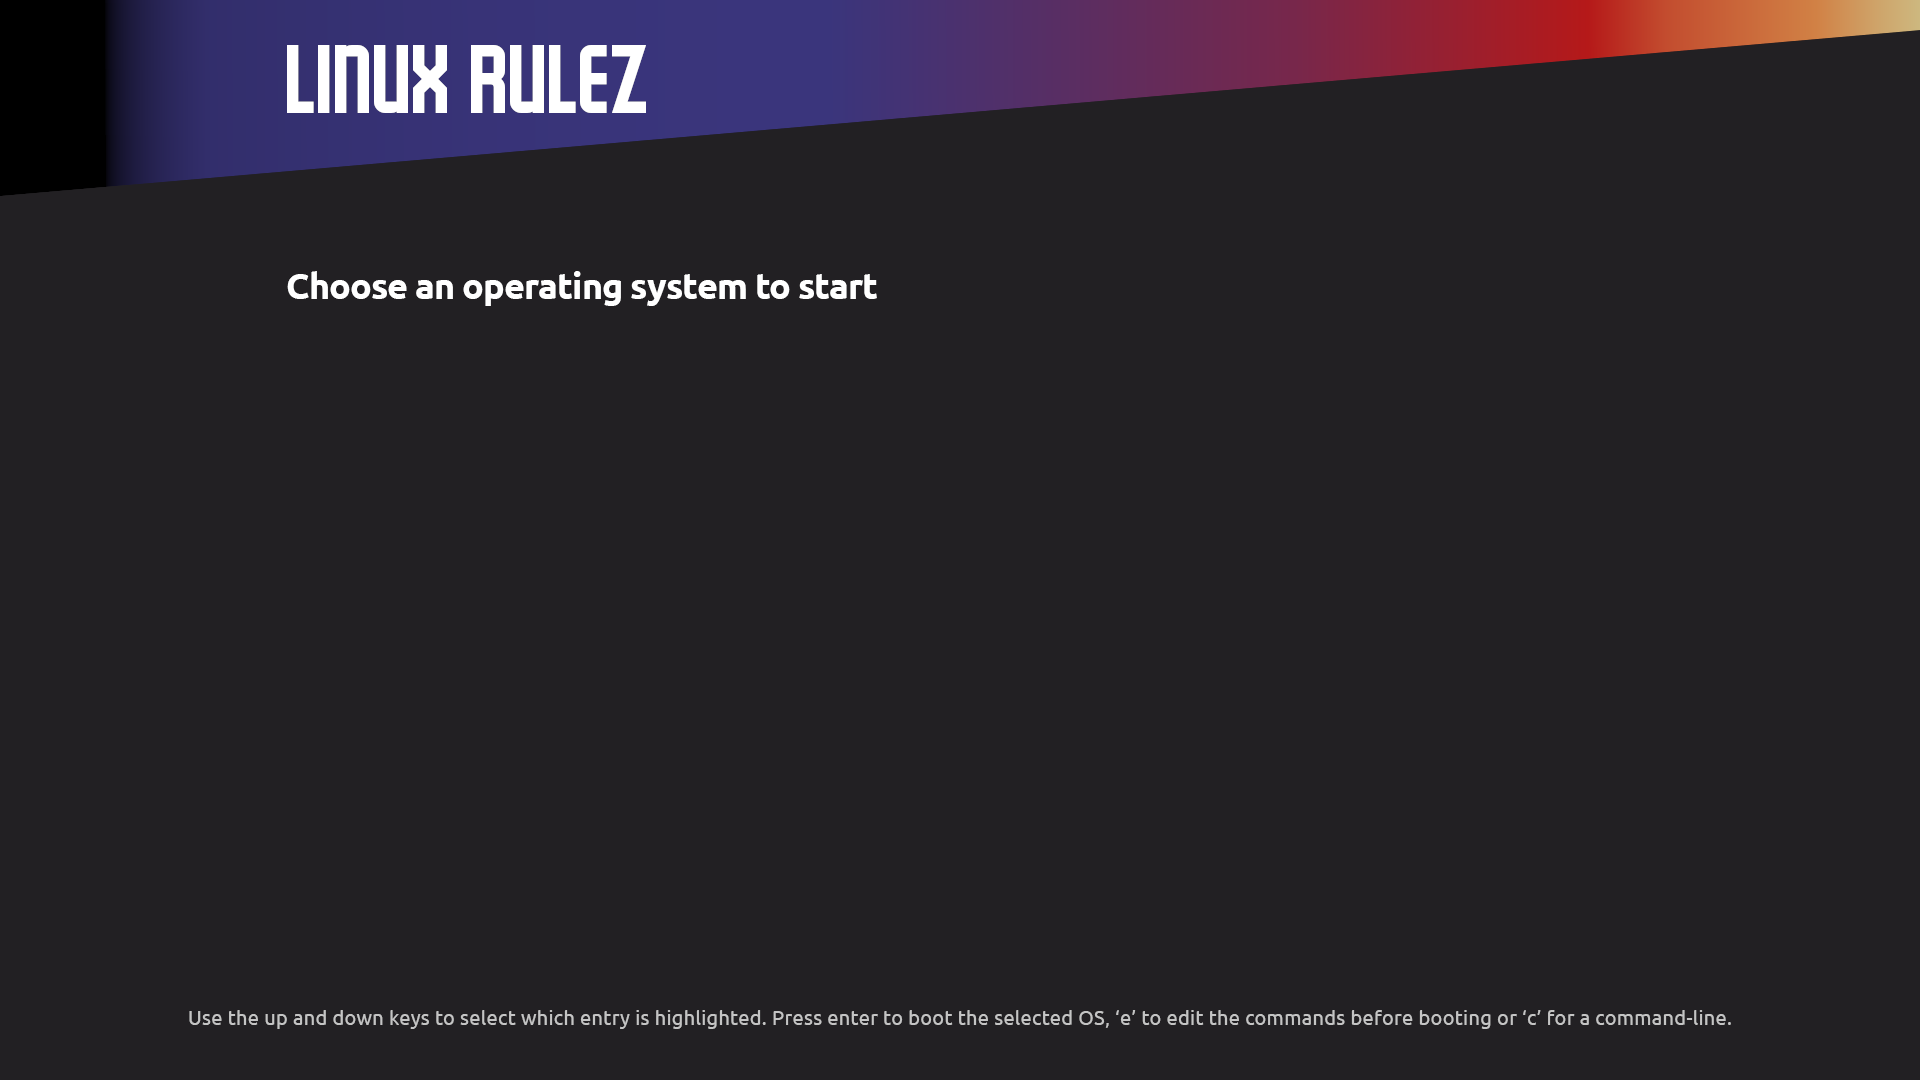 LINUX RULEZ
Choose an operating system to start
Use the up and down keys to select which entry is highlighted. Press enter to boot the selected OS, ‘e’ to edit the commands before booting or ‘c’ for a command-line.